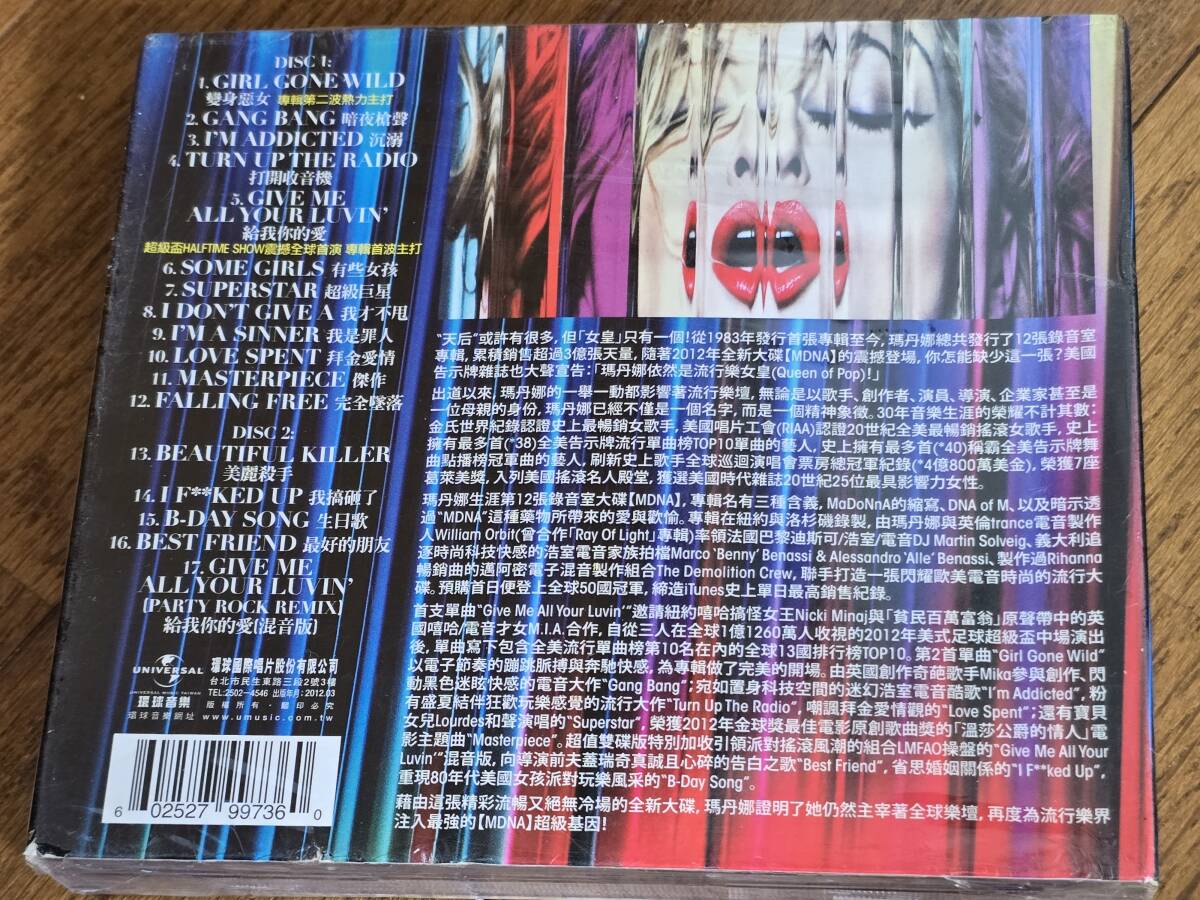 DISC 1:
1. GIRL GONE WILD
變身惡女 專輯第二波熱力主打
2. GANG BANG 暗夜槍聲
3. I'M ADDICTED 沉溺
4. TURN UP THE RADIO
打開收音機
5. GIVE ME
ALL YOUR LUVIN'
給我你的愛
超級盃HALFTIME SHOW震撼全球首演 專輯首波主打
6. SOME GIRLS 有些女孩
7. SUPERSTAR 超級巨星
8. I DON'T GIVE A 我才不甩
9. I'M A SINNER 我是罪人
10. LOVE SPENT 拜金愛情
11. MASTERPIECE 傑作
12. FALLING FREE 完全墜落
DISC 2:
13. BEAUTIFUL KILLER
美麗殺手
14. I F**KED UP 我搞砸了
15. B-DAY SONG 生日歌
16. BEST FRIEND 最好的朋友
17. GIVE ME
ALL YOUR LUVIN'
(PARTY ROCK REMIX)
給我你的愛(混音版)
UNIVERSAL
UNIVERSAL MUSIC TAIWAN
環球音樂
環球國際唱片股份有限公司
台北市民生東路三段2號3樓
TEL:2502-4546 出版年月:2012.03
版權所有・翻印必究
環球音樂網址 www.umusic.com.tw
6 02527 99736 0
“天后”或許有很多, 但「女皇」只有一個!從1983年發行首張專輯至今, 瑪丹娜總共發行了12張錄音室
專輯, 累積銷售超過3億張天量, 隨著2012年全新大碟【MDNA】的震撼登場, 你怎能缺少這一張?美國
告示牌雜誌也大聲宣告:「瑪丹娜依然是流行樂女皇(Queen of Pop)!」
出道以來, 瑪丹娜的一舉一動都影響著流行樂壇, 無論是以歌手、創作者、演員、導演、企業家甚至是
一位母親的身份, 瑪丹娜已經不僅是一個名字, 而是一個精神象徵。30年音樂生涯的榮耀不計其數:
金氏世界紀錄認證史上最暢銷女歌手, 美國唱片工會(RIAA)認證20世紀全美最暢銷搖滾女歌手, 史上
擁有最多首(*38)全美告示牌流行單曲榜TOP10單曲的藝人, 史上擁有最多首(*40)稱霸全美告示牌舞
曲點播榜冠軍曲的藝人, 刷新史上歌手全球巡迴演唱會票房總冠軍紀錄(*4億800萬美金), 榮獲7座
葛萊美獎, 入列美國搖滾名人殿堂, 獲選美國時代雜誌20世紀25位最具影響力女性。
瑪丹娜生涯第12張錄音室大碟【MDNA】, 專輯名有三種含義, MaDoNnA的縮寫、DNA of M、以及暗示透
過“MDNA”這種藥物所帶來的愛與歡愉。專輯在紐約與洛杉磯錄製, 由瑪丹娜與英倫trance電音製作
人William Orbit(曾合作「Ray Of Light」專輯)率領法國巴黎迪斯可/浩室/電音DJ Martin Solveig、義大利追
逐時尚科技快感的浩室電音家族拍檔Marco ‘Benny’ Benassi & Alessandro ‘Alle’ Benassi、製作過Rihanna
暢銷曲的邁阿密電子混音製作組合The Demolition Crew, 聯手打造一張閃耀歐美電音時尚的流行大
碟。預購首日便登上全球50國冠軍, 締造iTunes史上單日最高銷售紀錄。
首支單曲“Give Me All Your Luvin'”邀請紐約嘻哈搞怪女王Nicki Minaj與「貧民百萬富翁」原聲帶中的英
國嘻哈/電音才女M.I.A.合作, 自從三人在全球1億1260萬人收視的2012年美式足球超級盃中場演出
後, 單曲寫下包含全美流行單曲榜第10名在內的全球13國排行榜TOP10。第2首單曲“Girl Gone Wild”
以電子節奏的蹦跳脈搏與奔馳快感, 為專輯做了完美的開場。由英國創作奇葩歌手Mika參與創作、閃
動黑色迷眩快感的電音大作“Gang Bang”;宛如置身科技空間的迷幻浩室電音酷歌“I'm Addicted”, 粉
有盛夏結伴狂歡玩樂感覺的流行大作“Turn Up The Radio”, 嘲諷拜金愛情觀的“Love Spent”;還有寶貝
女兒Lourdes和聲演唱的“Superstar”, 榮獲2012年金球獎最佳電影原創歌曲獎的「溫莎公爵的情人」電
影主題曲“Masterpiece”。超值雙碟版特別加收引領派對搖滾風潮的組合LMFAO操盤的“Give Me All Your
Luvin'”混音版, 向導演前夫蓋瑞奇真誠且心碎的告白之歌“Best Friend”, 省思婚姻關係的“I F**ked Up”,
重現80年代美國女孩派對玩樂風采的“B-Day Song”。
藉由這張精彩流暢又絕無冷場的全新大碟, 瑪丹娜證明了她仍然主宰著全球樂壇, 再度為流行樂界
注入最強的【MDNA】超級基因!